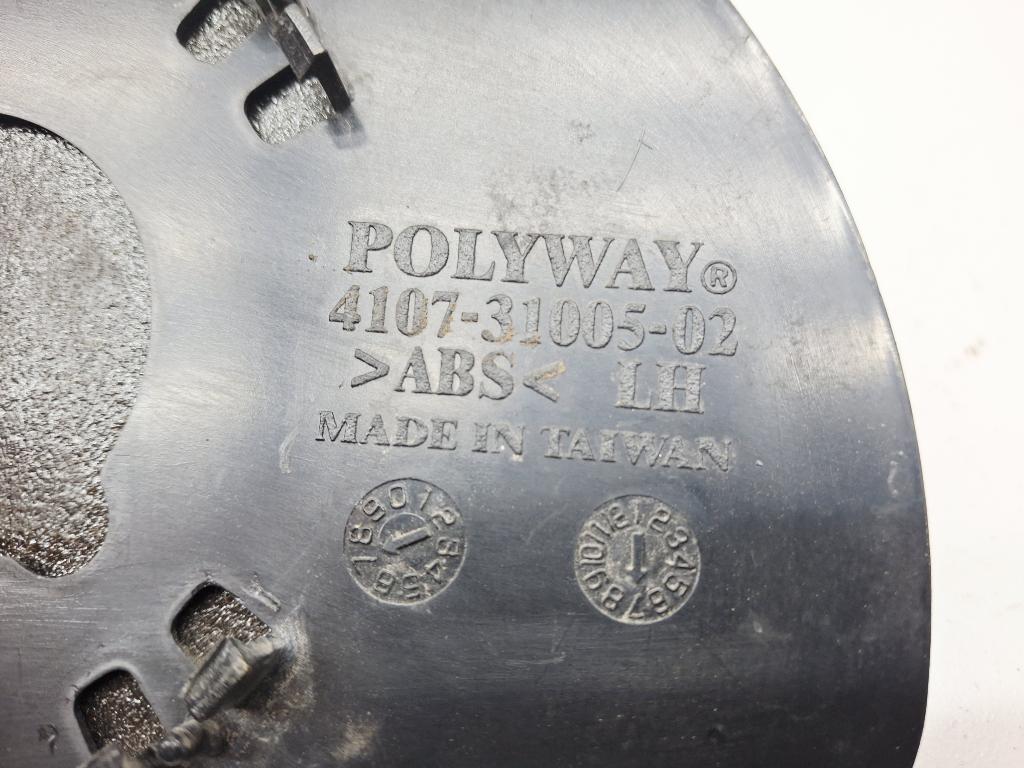 POLYWAY®
4107-31005-02
>ABS< LH
MADE IN TAIWAN